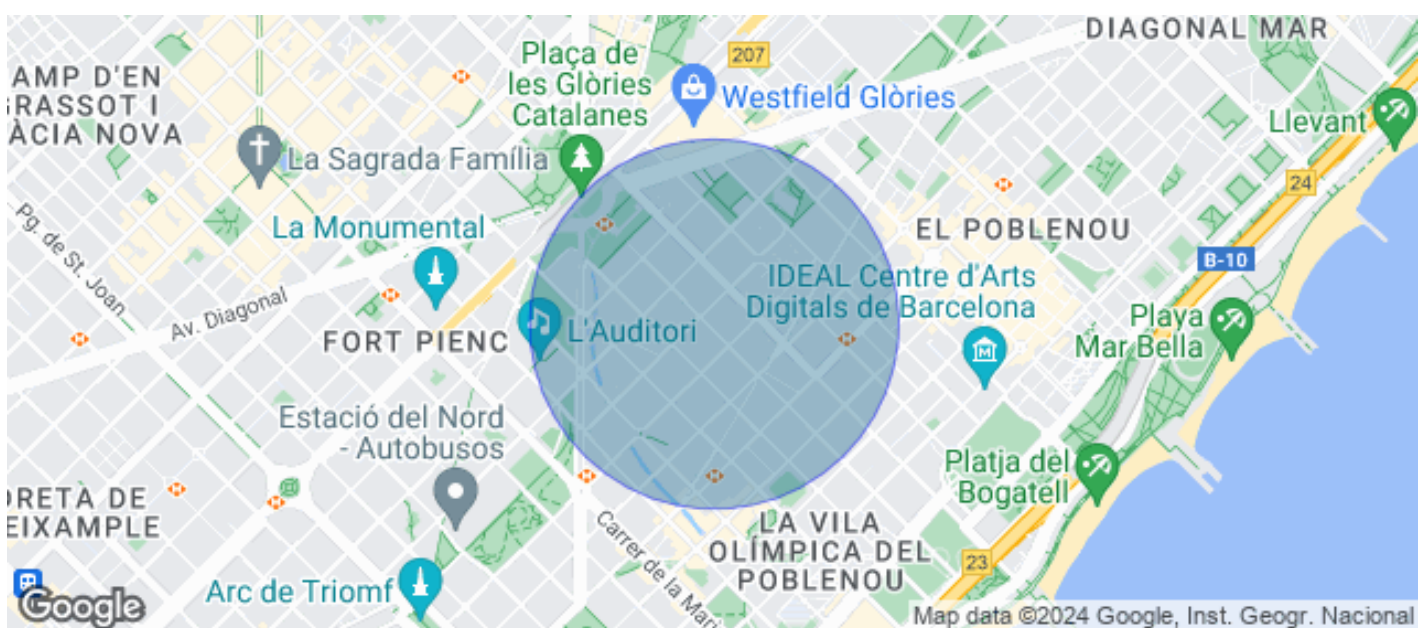 DIAGONAL MAR
207
Plaça de
les Glòries
Catalanes
Westfield Glòries
AMP D'EN
GRASSOT I
ÀCIA NOVA
Llevant
La Sagrada Família
24
Pg. de St. Joan
La Monumental
EL POBLENOU
B-10
IDEAL Centre d'Arts
Digitals de Barcelona
Av. Diagonal
FORT PIENC
L'Auditori
Playa
Mar Bella
M
Estació del Nord
- Autobusos
Platja del
Bogatell
DRETA DE
EIXAMPLE
Carrer de la Mari
LA VILA
OLÍMPICA DEL
POBLENOU
23
Arc de Triomf
Google
Map data ©2024 Google, Inst. Geogr. Nacional